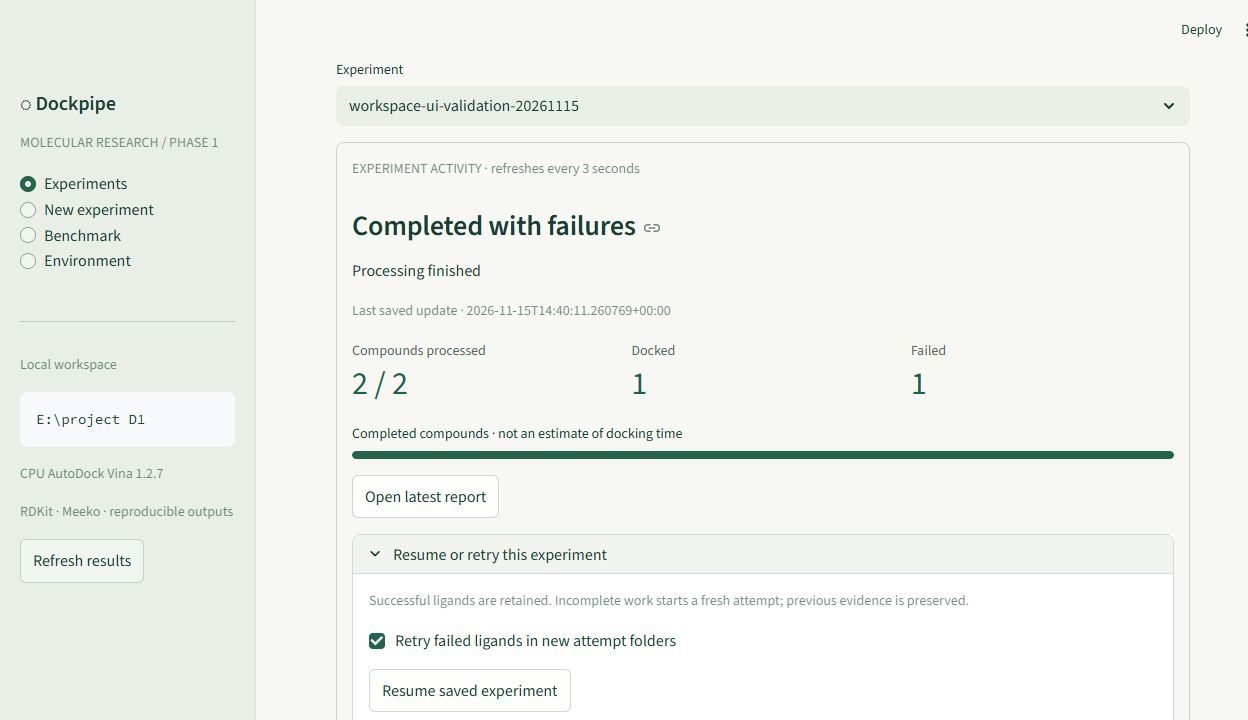 Deploy
Dockpipe
MOLECULAR RESEARCH / PHASE 1
Experiments
New experiment
Benchmark
Environment
Local workspace
E:\project D1
CPU AutoDock Vina 1.2.7
RDKit · Meeko · reproducible outputs
Refresh results
Experiment
workspace-ui-validation-20261115
EXPERIMENT ACTIVITY · refreshes every 3 seconds
Completed with failures
Processing finished
Last saved update · 2026-11-15T14:40:11.260769+00:00
Compounds processed
2 / 2
Docked
1
Failed
1
Completed compounds · not an estimate of docking time
Open latest report
Resume or retry this experiment
Successful ligands are retained. Incomplete work starts a fresh attempt; previous evidence is preserved.
Retry failed ligands in new attempt folders
Resume saved experiment